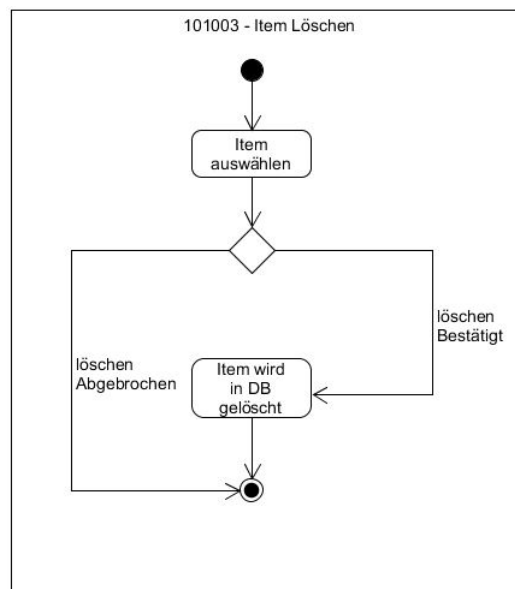 101003 - Item Löschen
Item
auswählen
löschen
Bestätigt
löschen
Abgebrochen
Item wird
in DB
gelöscht